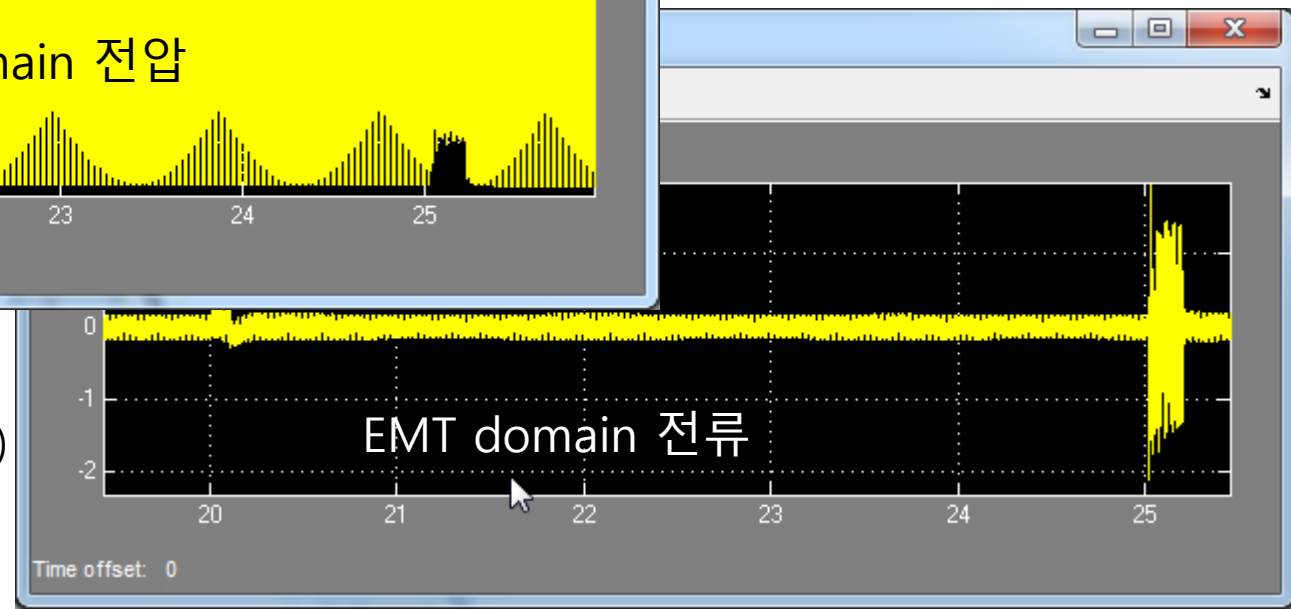 main 전압
23 24 25
0
-1
EMT domain 전류
)
-2
20 21 22 23 24 25
Time offset: 0